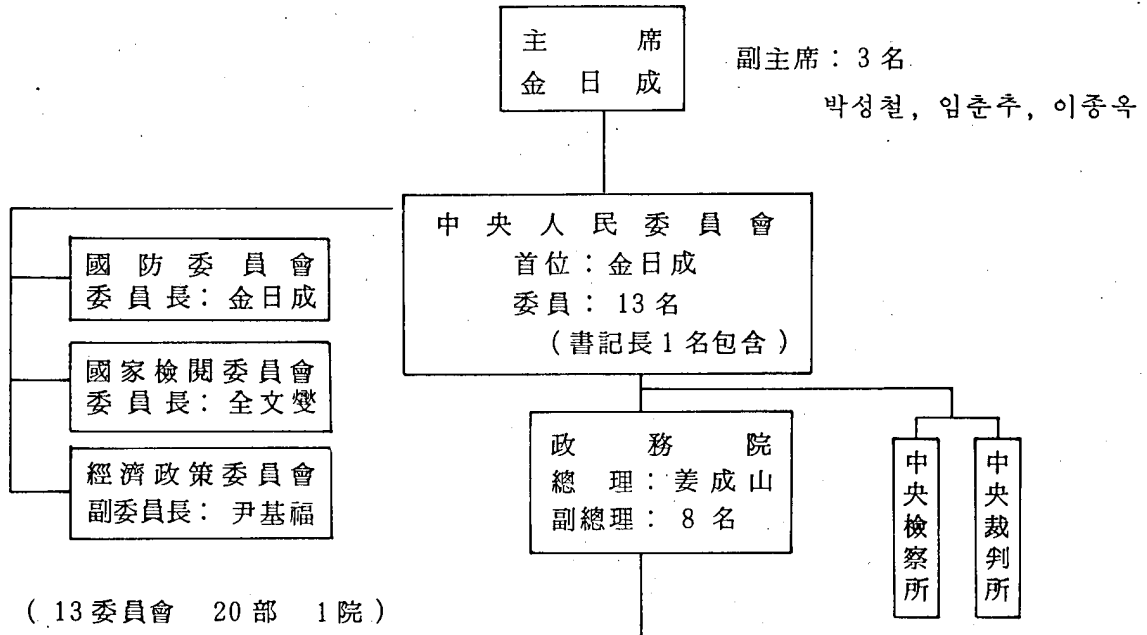 主席
金日成
副主席 : 3名
박성철, 임춘추, 이종옥
中央人民委員會
首位 : 金日成
委員 : 13名
(書記長1名包含)
國防委員會
委員長 : 金日成
國家檢閱委員會
委員長 : 全文燮
經濟政策委員會
副委員長 : 尹基福
政務院
總理 : 姜成山
副總理 : 8名
中央檢察所
中央裁判所
(13委員會 20部 1院)